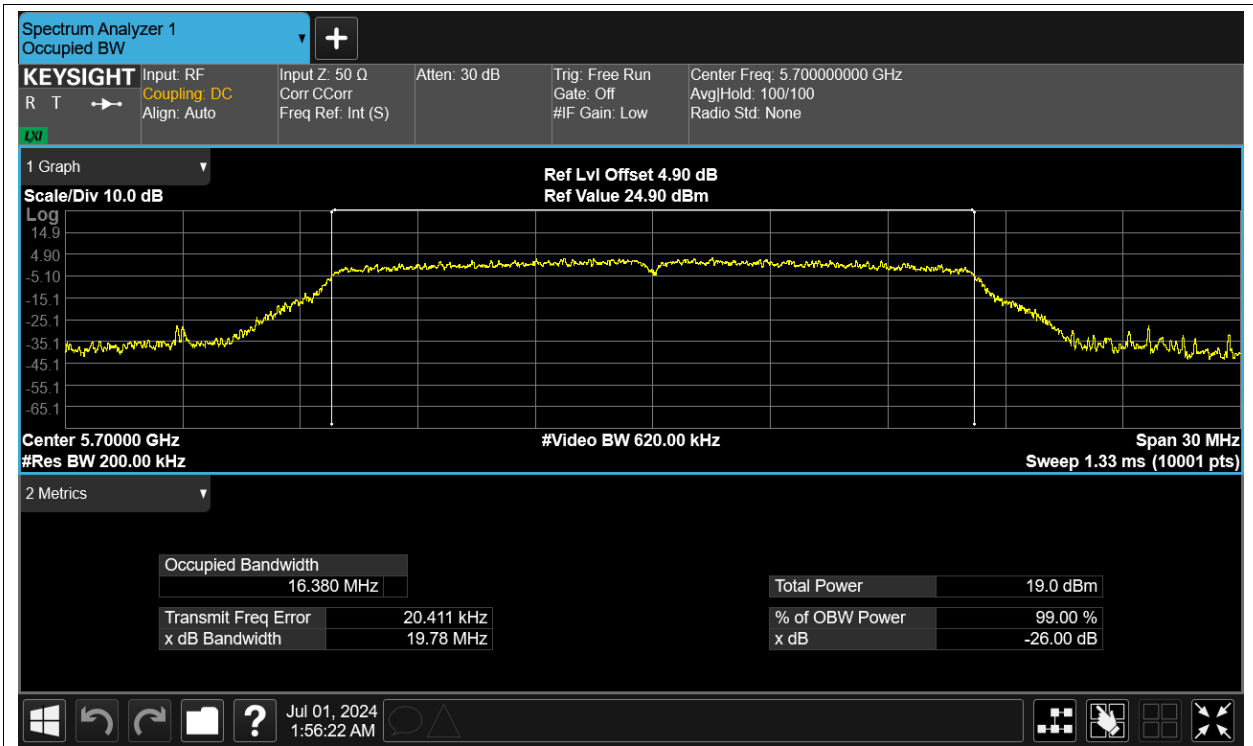 Spectrum Analyzer 1
Occupied BW
KEYSIGHT
R T
LXI
Input: RF
Coupling: DC
Align: Auto
Input Z: 50 Ω
Corr CCorr
Freq Ref: Int (S)
Atten: 30 dB
Trig: Free Run
Gate: Off
#IF Gain: Low
Center Freq: 5.700000000 GHz
Avg|Hold: 100/100
Radio Std: None
1 Graph
Ref Lvl Offset 4.90 dB
Scale/Div 10.0 dB
Ref Value 24.90 dBm
Log
14.9
4.90
-5.10
-15.1
-25.1
-35.1
-45.1
-55.1
-65.1
Center 5.70000 GHz
#Video BW 620.00 kHz
Span 30 MHz
#Res BW 200.00 kHz
Sweep 1.33 ms (10001 pts)
2 Metrics
Occupied Bandwidth
16.380 MHz
Total Power 19.0 dBm
Transmit Freq Error 20.411 kHz
% of OBW Power 99.00 %
x dB Bandwidth 19.78 MHz
x dB -26.00 dB
Jul 01, 2024
1:56:22 AM